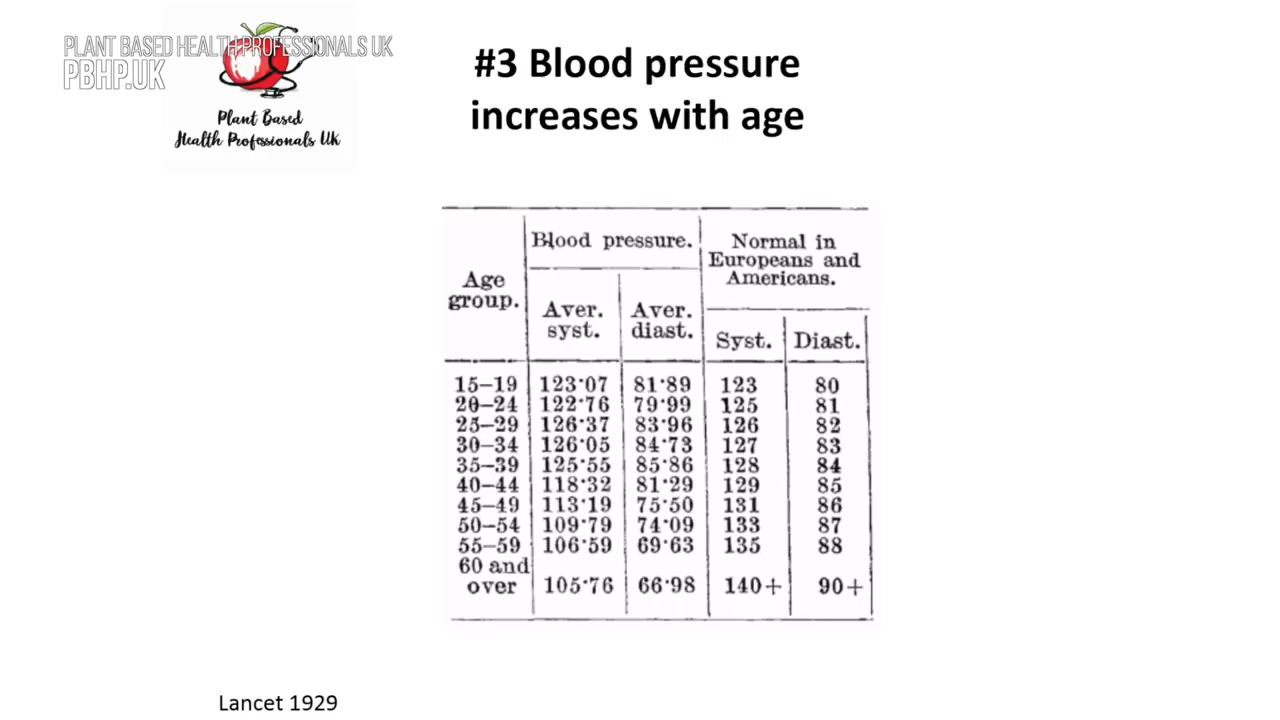 PLANT BASED HEALTH PROFESSIONALS UK
PBHP.UK
Plant Based
Health Professionals UK
#3 Blood pressure
increases with age
Age
group.
Blood pressure.
Normal in
Europeans and
Americans.
Aver.
syst.
Aver.
diast.
Syst.
Diast.
15–19 123·07 81·89 123 80
20–24 122·76 79·99 125 81
25–29 126·37 83·96 126 82
30–34 126·05 84·73 127 83
35–39 125·55 85·86 128 84
40–44 118·32 81·29 129 85
45–49 113·19 75·50 131 86
50–54 109·79 74·09 133 87
55–59 106·59 69·63 135 88
60 and
over 105·76 66·98 140+ 90+
Lancet 1929